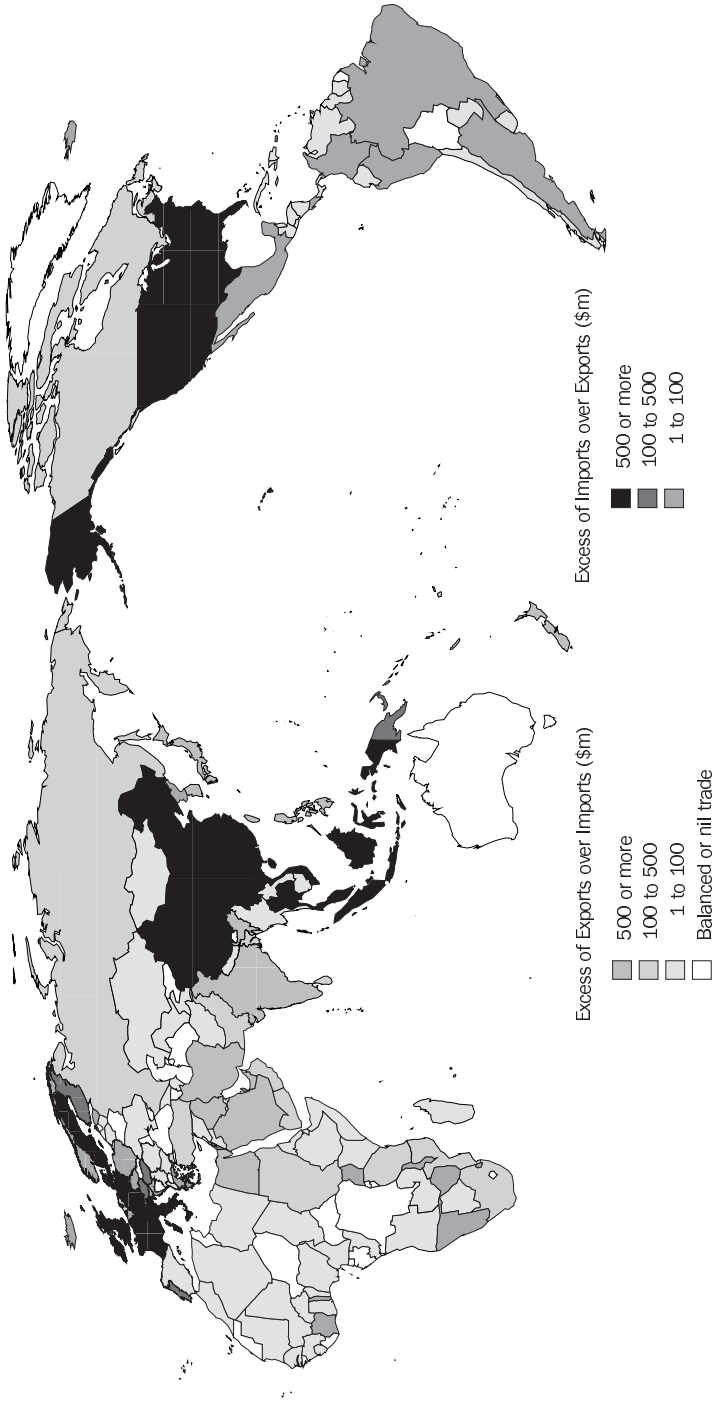 Excess of Exports over Imports ($m)
500 or more
100 to 500
1 to 100
Balanced or nil trade
Excess of Imports over Exports ($m)
500 or more
100 to 500
1 to 100